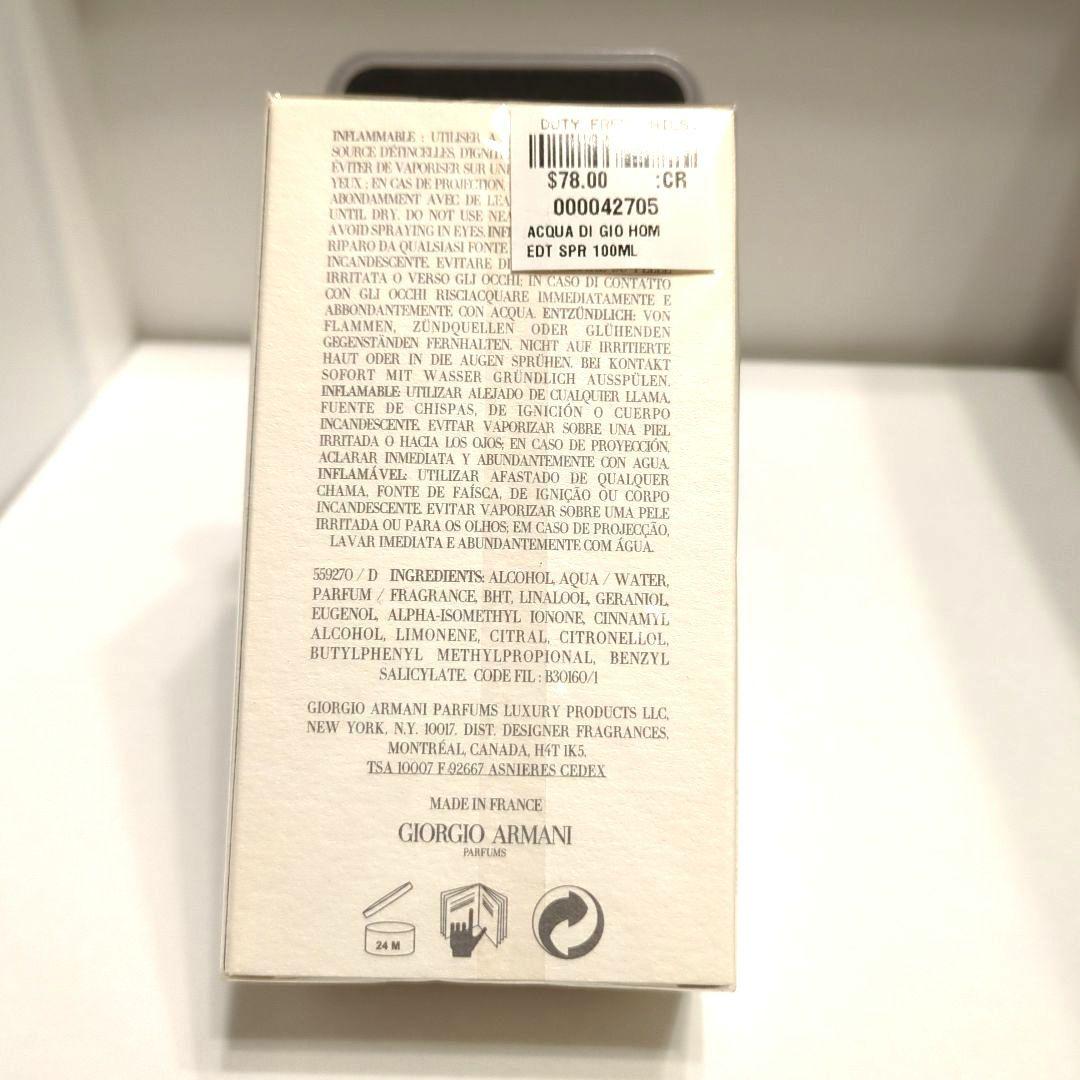 DUTY FREE
$78.00 :CR
000042705
ACQUA DI GIO HOM
EDT SPR 100ML
INFLAMMABLE : UTILISER
SOURCE D'ÉTINCELLES, D'IGNITI
ÉVITER DE VAPORISER SUR UNE
YEUX ; EN CAS DE PROJECTION,
ABONDAMMENT AVEC DE L'EA
UNTIL DRY. DO NOT USE NEA
AVOID SPRAYING IN EYES. INF
RIPARO DA QUALSIASI FONTE
INCANDESCENTE. EVITARE DI
IRRITATA O VERSO GLI OCCHI; IN CASO DI CONTATTO
CON GLI OCCHI RISCIACQUARE IMMEDIATAMENTE E
ABBONDANTEMENTE CON ACQUA. ENTZÜNDLICH: VON
FLAMMEN, ZÜNDQUELLEN ODER GLÜHENDEN
GEGENSTÄNDEN FERNHALTEN. NICHT AUF IRRITIERTE
HAUT ODER IN DIE AUGEN SPRÜHEN. BEI KONTAKT
SOFORT MIT WASSER GRÜNDLICH AUSSPÜLEN.
INFLAMABLE: UTILIZAR ALEJADO DE CUALQUIER LLAMA,
FUENTE DE CHISPAS, DE IGNICIÓN O CUERPO
INCANDESCENTE. EVITAR VAPORIZAR SOBRE UNA PIEL
IRRITADA O HACIA LOS OJOS; EN CASO DE PROYECCIÓN,
ACLARAR INMEDIATA Y ABUNDANTEMENTE CON AGUA.
INFLAMÁVEL: UTILIZAR AFASTADO DE QUALQUER
CHAMA, FONTE DE FAÍSCA, DE IGNIÇÃO OU CORPO
INCANDESCENTE. EVITAR VAPORIZAR SOBRE UMA PELE
IRRITADA OU PARA OS OLHOS; EM CASO DE PROJECÇÃO,
LAVAR IMEDIATA E ABUNDANTEMENTE COM ÁGUA.
559270 / D INGREDIENTS: ALCOHOL, AQUA / WATER,
PARFUM / FRAGRANCE, BHT, LINALOOL, GERANIOL,
EUGENOL, ALPHA-ISOMETHYL IONONE, CINNAMYL
ALCOHOL, LIMONENE, CITRAL, CITRONELLOL,
BUTYLPHENYL METHYLPROPIONAL, BENZYL
SALICYLATE. CODE FIL : B30160/1
GIORGIO ARMANI PARFUMS LUXURY PRODUCTS LLC,
NEW YORK, N.Y. 10017. DIST. DESIGNER FRAGRANCES,
MONTRÉAL, CANADA, H4T 1K5.
TSA 10007 F-92667 ASNIERES CEDEX
MADE IN FRANCE
GIORGIO ARMANI
PARFUMS
24 M